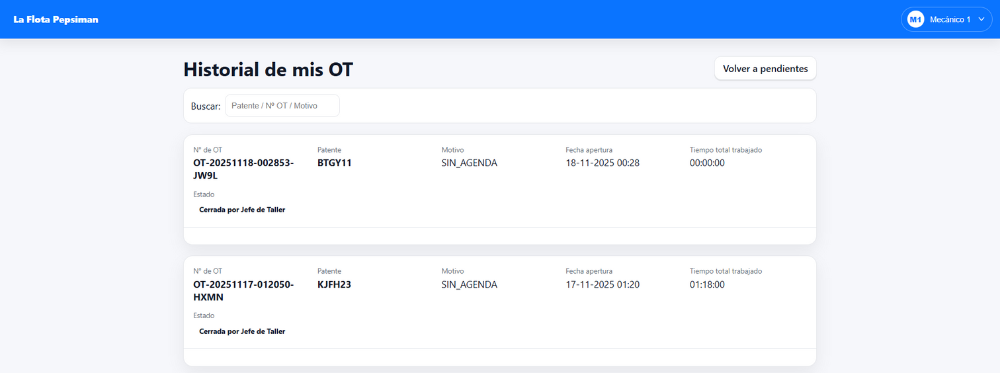 La Flota Pepsiman
M1 Mecánico 1
Historial de mis OT
Volver a pendientes
Buscar: Patente / Nº OT / Motivo
N° de OT Patente Motivo Fecha apertura Tiempo total trabajado
OT-20251118-002853- BTGY11 SIN_AGENDA 18-11-2025 00:28 00:00:00
JW9L
Estado
Cerrada por Jefe de Taller
N° de OT Patente Motivo Fecha apertura Tiempo total trabajado
OT-20251117-012050- KJFH23 SIN_AGENDA 17-11-2025 01:20 01:18:00
HXMN
Estado
Cerrada por Jefe de Taller